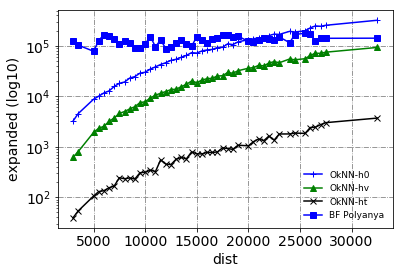 expanded (log10)
10^5
10^4
10^3
10^2
OkNN-h0
OkNN-hv
OkNN-ht
BF Polyanya
5000 10000 15000 20000 25000 30000
dist